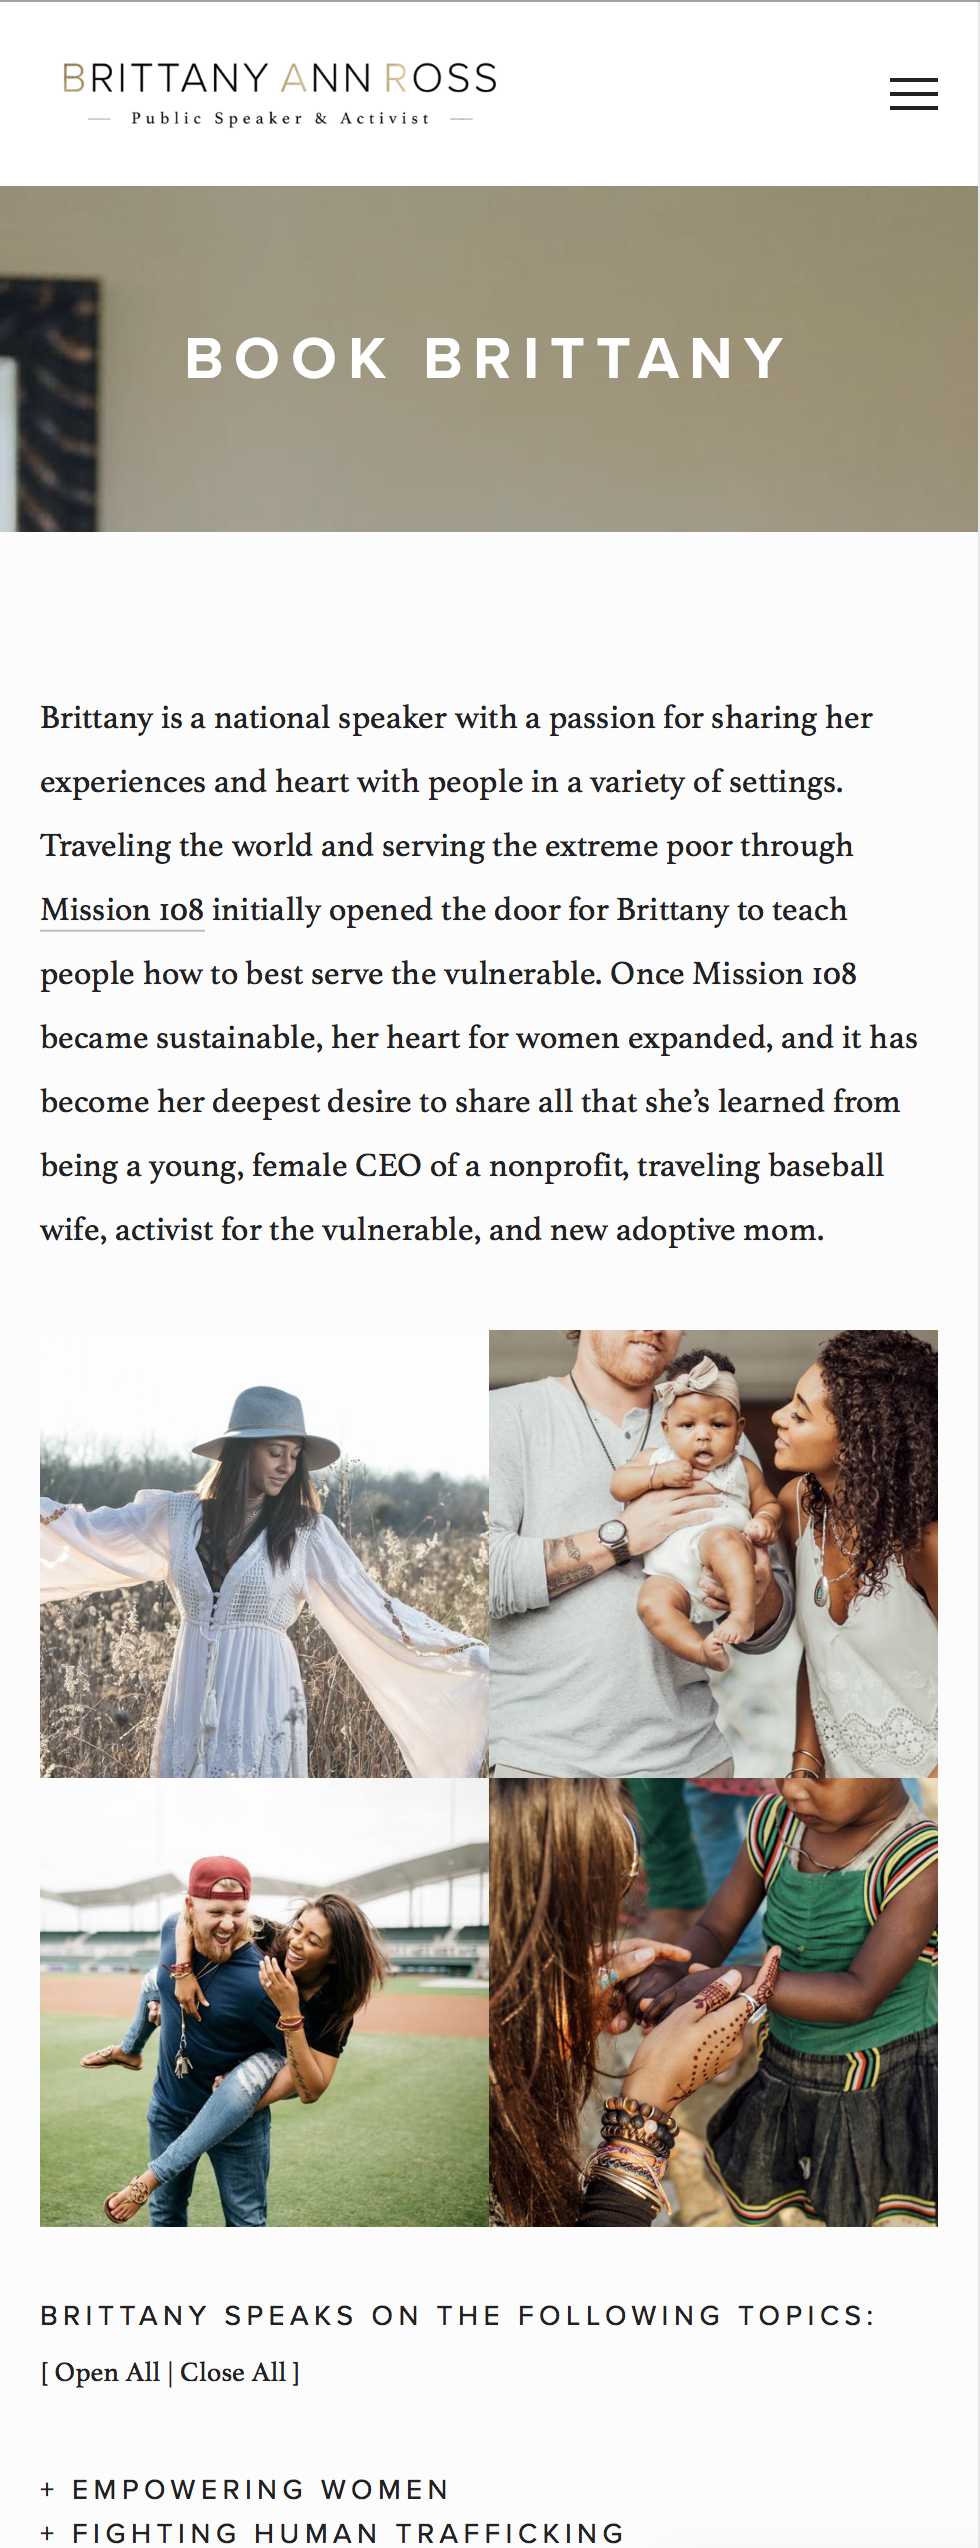 BRITTANY ANN ROSS
Public Speaker & Activist
BOOK BRITTANY
Brittany is a national speaker with a passion for sharing her
experiences and heart with people in a variety of settings.
Traveling the world and serving the extreme poor through
Mission 108 initially opened the door for Brittany to teach
people how to best serve the vulnerable. Once Mission 108
became sustainable, her heart for women expanded, and it has
become her deepest desire to share all that she’s learned from
being a young, female CEO of a nonprofit, traveling baseball
wife, activist for the vulnerable, and new adoptive mom.
BRITTANY SPEAKS ON THE FOLLOWING TOPICS:
[ Open All | Close All ]
+ EMPOWERING WOMEN
+ FIGHTING HUMAN TRAFFICKING